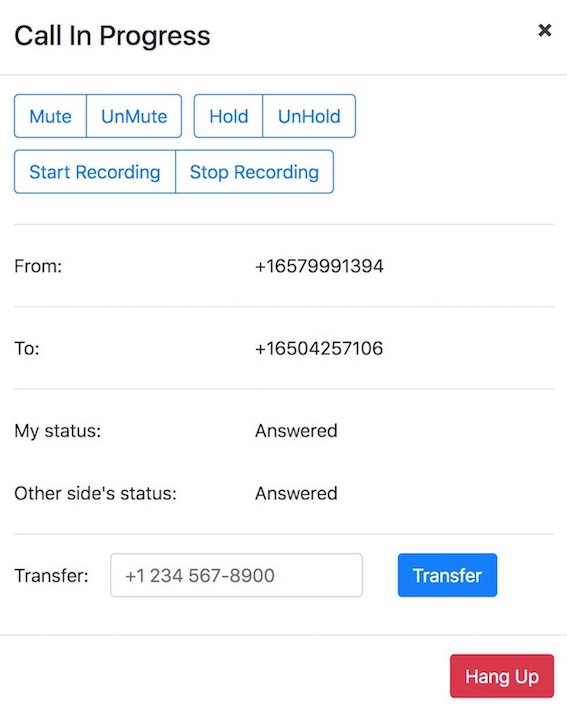 Call In Progress ×
Mute UnMute Hold UnHold
Start Recording Stop Recording
From: +16579991394
To: +16504257106
My status: Answered
Other side's status: Answered
Transfer: +1 234 567-8900 Transfer
Hang Up